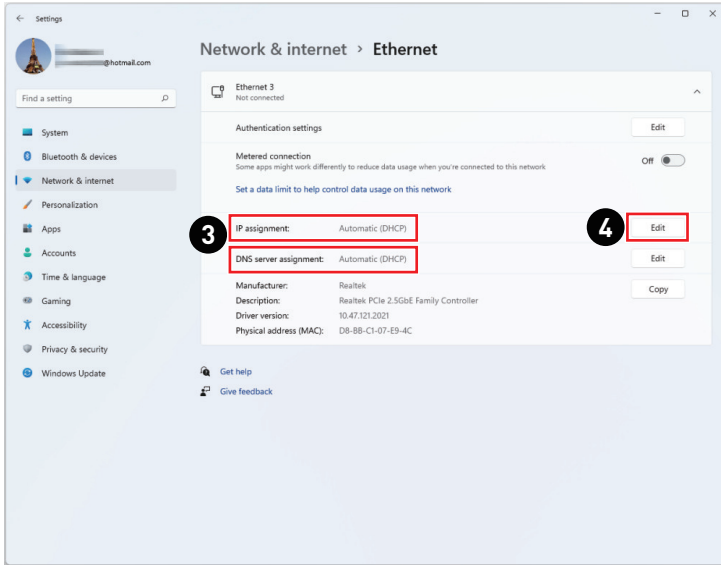 Settings
@hotmail.com
Find a setting
System
Bluetooth & devices
Network & internet
Personalization
Apps
Accounts
Time & language
Gaming
Accessibility
Privacy & security
Windows Update
Network & internet > Ethernet
Ethernet 3
Not connected
Authentication settings Edit
Metered connection Off
Some apps might work differently to reduce data usage when you're connected to this network
Set a data limit to help control data usage on this network
3 IP assignment: Automatic (DHCP) 4 Edit
DNS server assignment: Automatic (DHCP) Edit
Manufacturer: Realtek Copy
Description: Realtek PCIe 2.5GbE Family Controller
Driver version: 10.47.121.2021
Physical address (MAC): D8-BB-C1-07-E9-4C
Get help
Give feedback